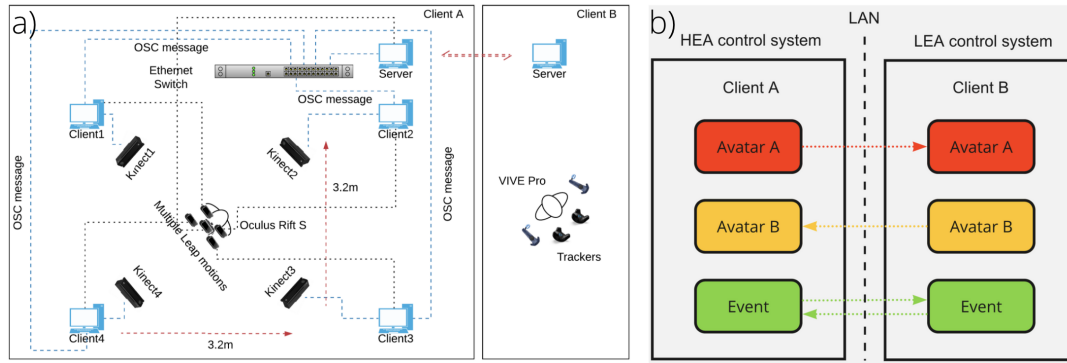 a)
Client A
OSC message
Ethernet
Switch
Server
OSC message
Client1
Client2
Kinect1
Kinect2
OSC message
3.2m
OSC message
Multiple Leap motions
Oculus Rift S
Kinect4
Kinect3
Client4
3.2m
Client3
Client B
Server
VIVE Pro
Trackers
b)
LAN
HEA control system
LEA control system
Client A
Client B
Avatar A
Avatar A
Avatar B
Avatar B
Event
Event